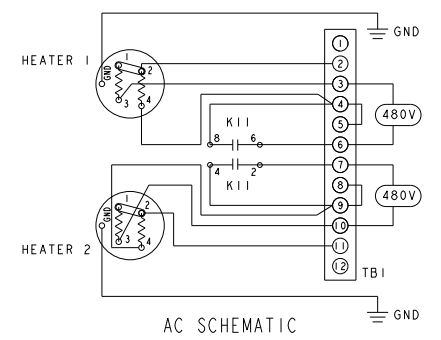 GND
HEATER 1
GND
1
2
3
4
1
2
3
4
5
6
7
8
9
10
11
12
480V
480V
K11
8
6
4
2
K11
HEATER 2
GND
1
2
3
4
TB1
GND
AC SCHEMATIC